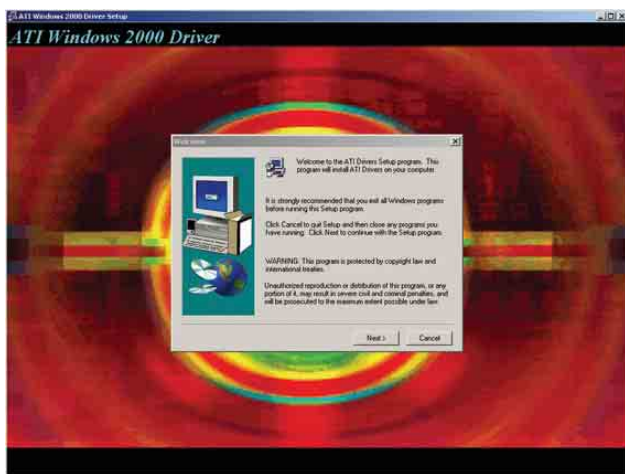 ATI Windows 2000 Driver Setup
ATI Windows 2000 Driver
Welcome
Welcome to the ATI Drivers Setup program. This
program will install ATI Drivers on your computer.
It is strongly recommended that you exit all Windows programs
before running this Setup program.
Click Cancel to quit Setup and then close any programs you
have running. Click Next to continue with the Setup program.
WARNING: This program is protected by copyright law and
international treaties.
Unauthorized reproduction or distribution of this program, or any
portion of it, may result in severe civil and criminal penalties, and
will be prosecuted to the maximum extent possible under law.
Next >
Cancel